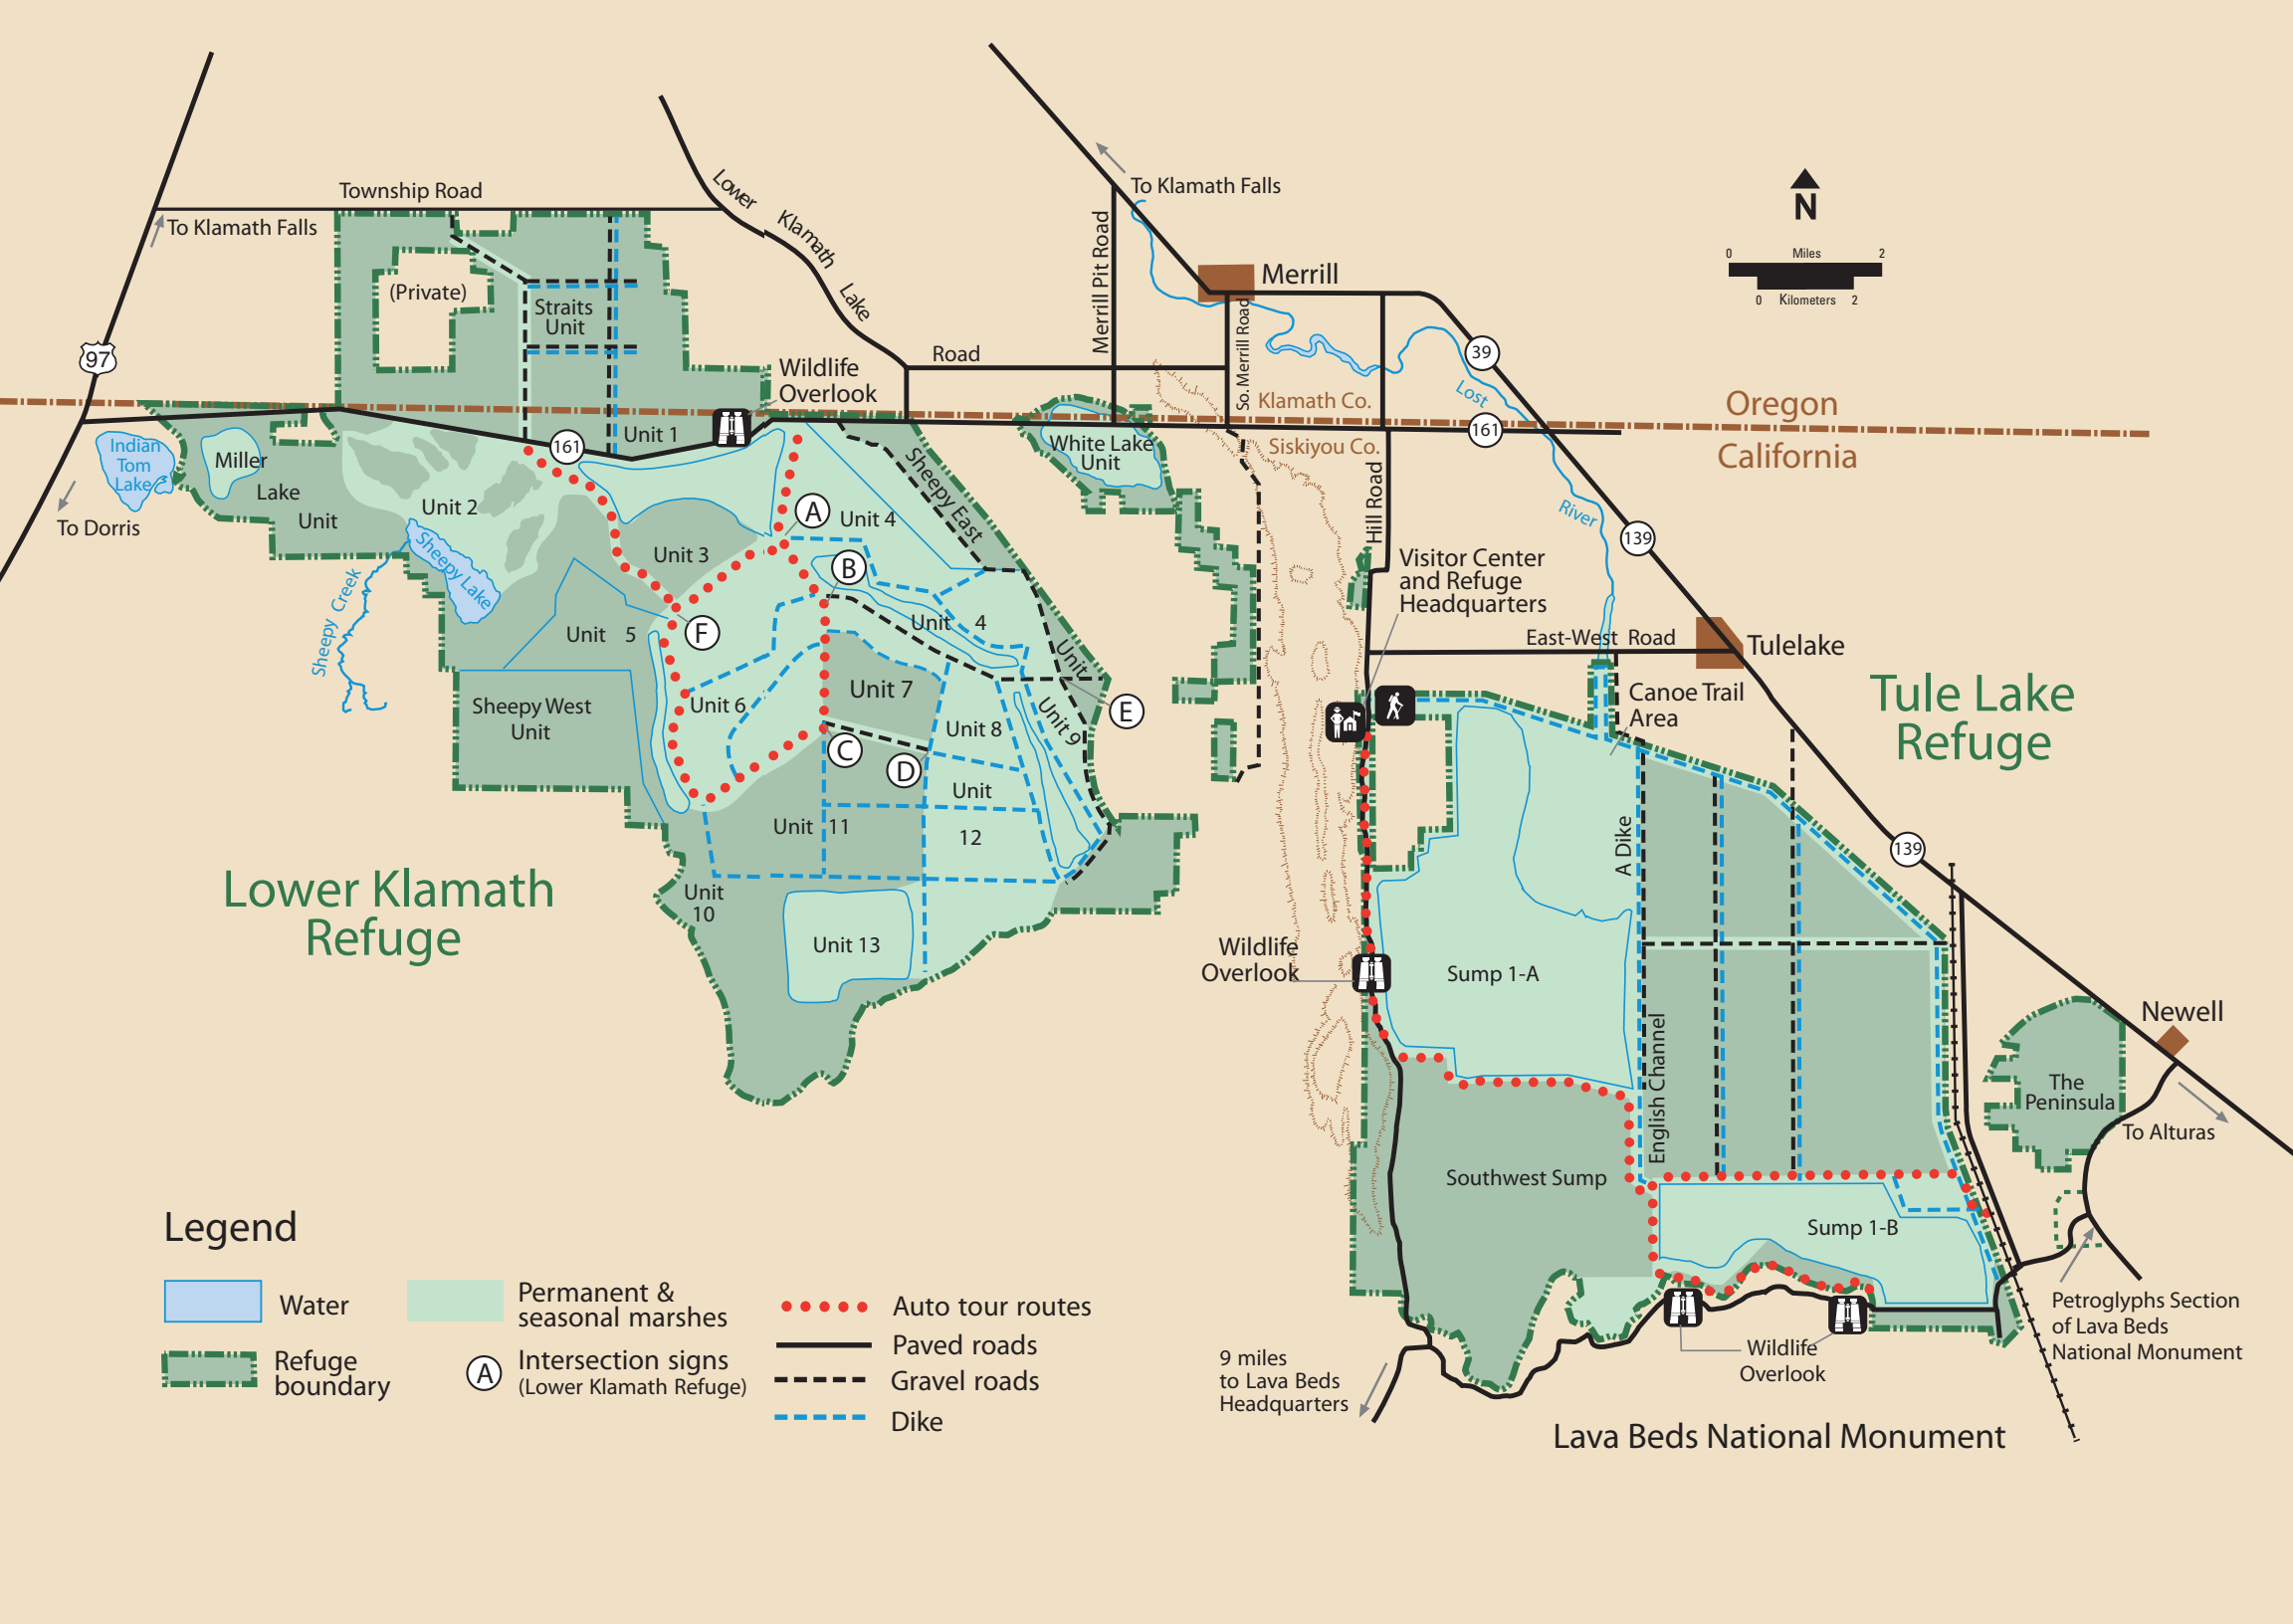 Township Road
To Klamath Falls
97
(Private)
Straits
Unit
Lower
Klamath
Lake
Road
Wildlife
Overlook
Unit 1
161
Indian
Tom
Lake
To Dorris
Miller
Lake
Unit
Unit 2
Sheepy Lake
Sheepy Creek
Unit 3
A
Unit 4
Sheepy East
B
Unit 4
Unit
F
Unit 5
Unit 6
Unit 7
E
Sheepy West
Unit
C
D
Unit 8
Unit 9
Unit
12
Unit 11
Unit
10
Unit 13
Lower Klamath
Refuge
To Klamath Falls
Merrill Pit Road
So. Merrill Road
Merrill
39
Lost
River
N
0 Miles 2
0 Kilometers 2
Klamath Co.
Siskiyou Co.
161
Oregon
California
White Lake
Unit
Hill Road
139
Visitor Center
and Refuge
Headquarters
East-West Road
Tulelake
Canoe Trail
Area
Tule Lake
Refuge
A Dike
139
Wildlife
Overlook
Sump 1-A
English Channel
Newell
The
Peninsula
To Alturas
Southwest Sump
Sump 1-B
Petroglyphs Section
of Lava Beds
National Monument
Wildlife
Overlook
9 miles
to Lava Beds
Headquarters
Lava Beds National Monument
Legend
Water
Refuge
boundary
Permanent &
seasonal marshes
A
Intersection signs
(Lower Klamath Refuge)
Auto tour routes
Paved roads
Gravel roads
Dike